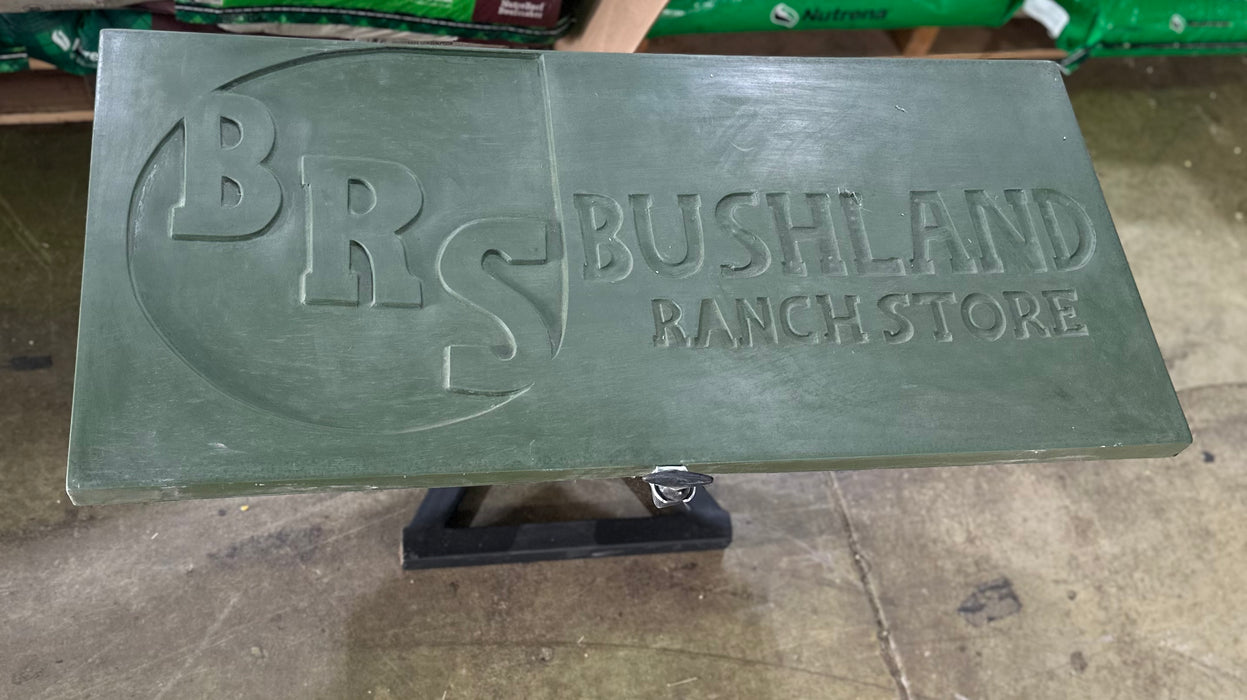 Nutrena
BRS
BUSHLAND
RANCH STORE